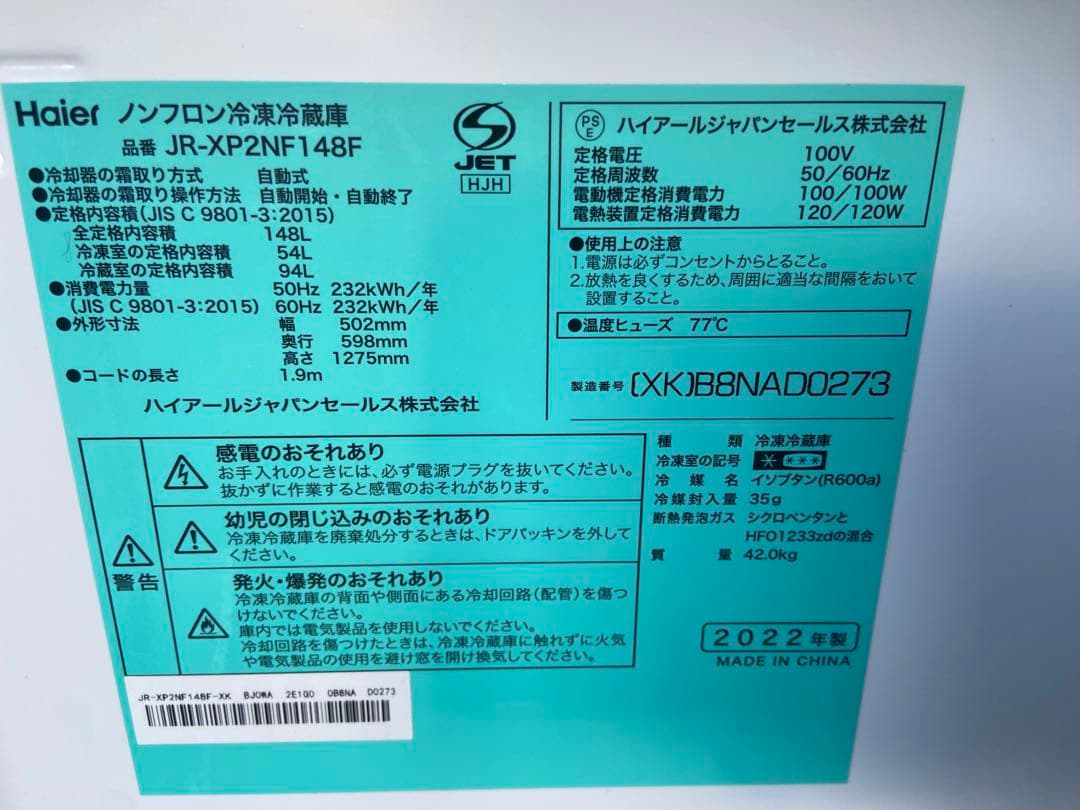 Haier ノンフロン冷凍冷蔵庫
品番 JR-XP2NF148F
●冷却器の霜取り方式 自動式
●冷却器の霜取り操作方法 自動開始・自動終了
●定格内容積(JIS C 9801-3:2015)
全定格内容積 148L
冷凍室の定格内容積 54L
冷蔵室の定格内容積 94L
●消費電力量 50Hz 232kWh/年
(JIS C 9801-3:2015) 60Hz 232kWh/年
●外形寸法 幅 502mm
奥行 598mm
高さ 1275mm
●コードの長さ 1.9m
ハイアールジャパンセールス株式会社
JET
HJH
PS
E
ハイアールジャパンセールス株式会社
定格電圧 100V
定格周波数 50/60Hz
電動機定格消費電力 100/100W
電熱装置定格消費電力 120/120W
●使用上の注意
1.電源は必ずコンセントからとること。
2.放熱を良くするため、周囲に適当な間隔をおいて
設置すること。
●温度ヒューズ 77℃
製造番号 (XK)B8NAD0273
警告
感電のおそれあり
お手入れのときには、必ず電源プラグを抜いてください。
抜かずに作業すると感電のおそれがあります。
幼児の閉じ込みのおそれあり
冷凍冷蔵庫を廃棄処分するときは、ドアパッキンを外して
ください。
発火・爆発のおそれあり
冷凍冷蔵庫の背面や側面にある冷却回路(配管)を傷つ
けないでください。
庫内では電気製品を使用しないでください。
冷却回路を傷つけたときは、冷凍冷蔵庫に触れずに火気
や電気製品の使用を避け窓を開け換気してください。
種類 冷凍冷蔵庫
冷凍室の記号 * ***
冷媒名 イソブタン(R600a)
冷媒封入量 35g
断熱発泡ガス シクロペンタンと
HFO1233zdの混合
質量 42.0kg
2022年製
MADE IN CHINA
JR-XP2NF148F-XK BJ0WA 2E1G0 0B8NA D0273